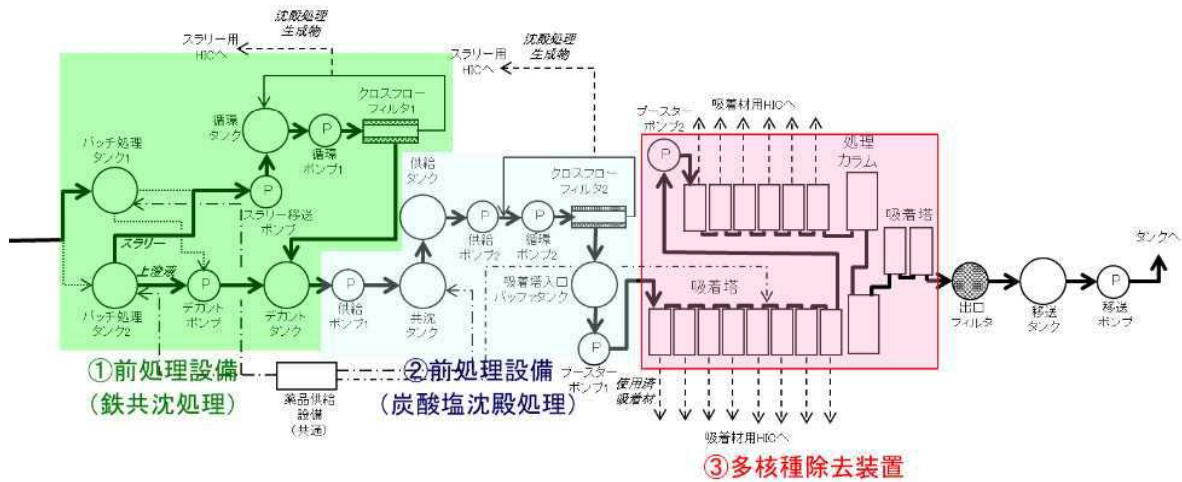 沈殿処理
生成物
スラリー用
HICへ
沈殿処理
生成物
スラリー用
HICへ
クロスフロー
フィルタ1
循環
タンク
P
循環
ポンプ1
バッチ処理
タンク1
P
スラリー移送
ポンプ
スラリー
上澄液
バッチ処理
タンク2
P
デカント
ポンプ
デカント
タンク
P
供給
ポンプ1
共沈
タンク
供給
タンク
P
供給
ポンプ2
P
循環
ポンプ2
クロスフロー
フィルタ2
吸着塔入口
バッファタンク
P
ブースター
ポンプ1
ブースター
ポンプ2
P
吸着材用HICへ
処理
カラム
吸着塔
吸着塔
使用済
吸着材
吸着材用HICへ
出口
フィルタ
移送
タンク
P
移送
ポンプ
タンクへ
薬品供給
設備
(共通)
①前処理設備
(鉄共沈処理)
②前処理設備
(炭酸塩沈殿処理)
③多核種除去装置